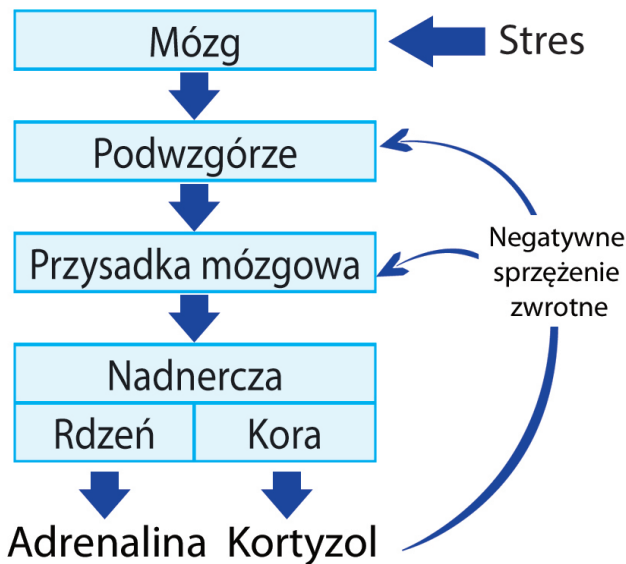 Mózg
Stres
Podwzgórze
Przysadka mózgowa
Negatywne
sprzężenie
zwrotne
Nadnercza
Rdzeń
Kora
Adrenalina
Kortyzol